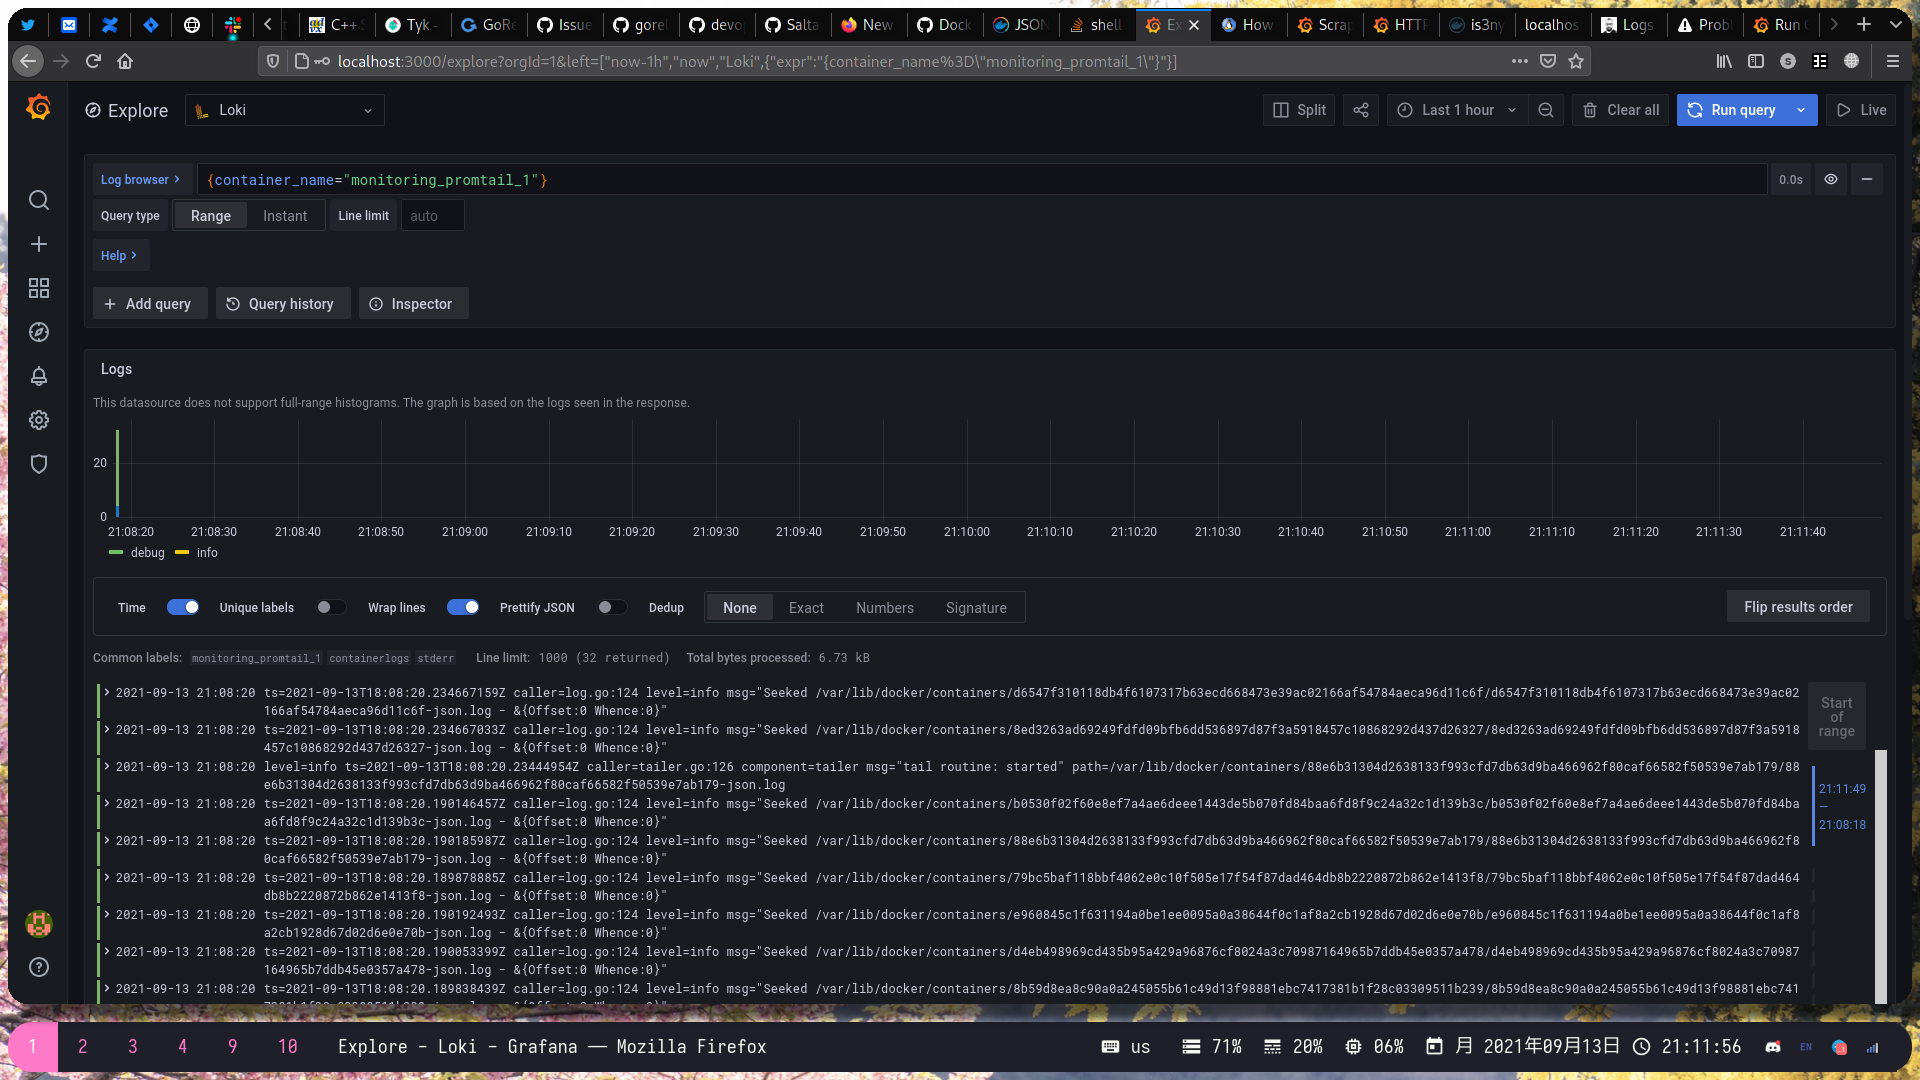 C++ S
Tyk -
GoRe
Issue
gorel
devop
Salta
New
Dock
JSON
shell
Ex
How
Scrap
HTTP
is3ny
localhos
Logs
Prob
Run
localhost:3000/explore?orgId=1&left=["now-1h","now","Loki",{"expr":"{container_name%3D\"monitoring_promtail_1\"}"}]
Explore
Loki
Split
Last 1 hour
Clear all
Run query
Live
Log browser
{container_name="monitoring_promtail_1"}
0.0s
Query type
Range
Instant
Line limit
auto
Help
Add query
Query history
Inspector
Logs
This datasource does not support full-range histograms. The graph is based on the logs seen in the response.
20
0
21:08:20 21:08:30 21:08:40 21:08:50 21:09:00 21:09:10 21:09:20 21:09:30 21:09:40 21:09:50 21:10:00 21:10:10 21:10:20 21:10:30 21:10:40 21:10:50 21:11:00 21:11:10 21:11:20 21:11:30 21:11:40
debug info
Time Unique labels Wrap lines Prettify JSON Dedup None Exact Numbers Signature Flip results order
Common labels: monitoring_promtail_1 containerlogs stderr Line limit: 1000 (32 returned) Total bytes processed: 6.73 kB
2021-09-13 21:08:20 ts=2021-09-13T18:08:20.234667159Z caller=log.go:124 level=info msg="Seeked /var/lib/docker/containers/d6547f310118db4f6107317b63ecd668473e39ac02166af54784aeca96d11c6f/d6547f310118db4f6107317b63ecd668473e39ac02
166af54784aeca96d11c6f-json.log - &{Offset:0 Whence:0}"
2021-09-13 21:08:20 ts=2021-09-13T18:08:20.234667033Z caller=log.go:124 level=info msg="Seeked /var/lib/docker/containers/8ed3263ad69249fdfd09bfb6dd536897d87f3a5918457c10868292d437d26327/8ed3263ad69249fdfd09bfb6dd536897d87f3a5918
457c10868292d437d26327-json.log - &{Offset:0 Whence:0}"
2021-09-13 21:08:20 level=info ts=2021-09-13T18:08:20.23444954Z caller=tailer.go:126 component=tailer msg="tail routine: started" path=/var/lib/docker/containers/88e6b31304d2638133f993cfd7db63d9ba466962f80caf66582f50539e7ab179/88
e6b31304d2638133f993cfd7db63d9ba466962f80caf66582f50539e7ab179-json.log
2021-09-13 21:08:20 ts=2021-09-13T18:08:20.190146457Z caller=log.go:124 level=info msg="Seeked /var/lib/docker/containers/b0530f02f60e8ef7a4ae6deee1443de5b070fd84baa6fd8f9c24a32c1d139b3c/b0530f02f60e8ef7a4ae6deee1443de5b070fd84ba
a6fd8f9c24a32c1d139b3c-json.log - &{Offset:0 Whence:0}"
2021-09-13 21:08:20 ts=2021-09-13T18:08:20.190185987Z caller=log.go:124 level=info msg="Seeked /var/lib/docker/containers/88e6b31304d2638133f993cfd7db63d9ba466962f80caf66582f50539e7ab179/88e6b31304d2638133f993cfd7db63d9ba466962f8
0caf66582f50539e7ab179-json.log - &{Offset:0 Whence:0}"
2021-09-13 21:08:20 ts=2021-09-13T18:08:20.189878885Z caller=log.go:124 level=info msg="Seeked /var/lib/docker/containers/79bc5baf118bbf4062e0c10f505e17f54f87dad464db8b2220872b862e1413f8/79bc5baf118bbf4062e0c10f505e17f54f87dad464
db8b2220872b862e1413f8-json.log - &{Offset:0 Whence:0}"
2021-09-13 21:08:20 ts=2021-09-13T18:08:20.190192493Z caller=log.go:124 level=info msg="Seeked /var/lib/docker/containers/e960845c1f631194a0be1ee0095a0a38644f0c1af8a2cb1928d67d02d6e0e70b/e960845c1f631194a0be1ee0095a0a38644f0c1af8
a2cb1928d67d02d6e0e70b-json.log - &{Offset:0 Whence:0}"
2021-09-13 21:08:20 ts=2021-09-13T18:08:20.190053399Z caller=log.go:124 level=info msg="Seeked /var/lib/docker/containers/d4eb498969cd435b95a429a96876cf8024a3c70987164965b7ddb45e0357a478/d4eb498969cd435b95a429a96876cf8024a3c70987
164965b7ddb45e0357a478-json.log - &{Offset:0 Whence:0}"
2021-09-13 21:08:20 ts=2021-09-13T18:08:20.189838439Z caller=log.go:124 level=info msg="Seeked /var/lib/docker/containers/8b59d8ea8c90a0a245055b61c49d13f98881ebc7417381b1f28c03309511b239/8b59d8ea8c90a0a245055b61c49d13f98881ebc741
Start
of
range
21:11:49
—
21:08:18
1 2 3 4 9 10 Explore - Loki - Grafana — Mozilla Firefox us 71% 20% 06% 月 2021年09月13日 21:11:56 EN